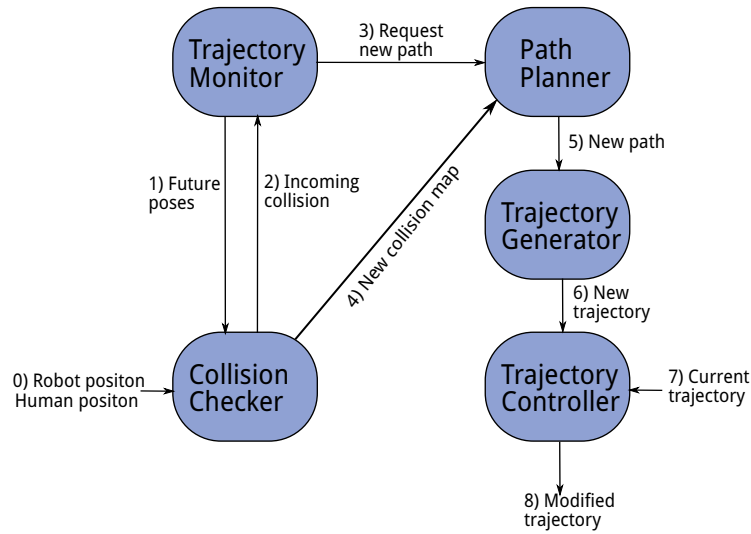 Trajectory
Monitor
3) Request
new path
Path
Planner
5) New path
1) Future
poses
2) Incoming
collision
4) New collision map
Trajectory
Generator
6) New
trajectory
0) Robot positon
Human positon
Collision
Checker
Trajectory
Controller
7) Current
trajectory
8) Modified
trajectory